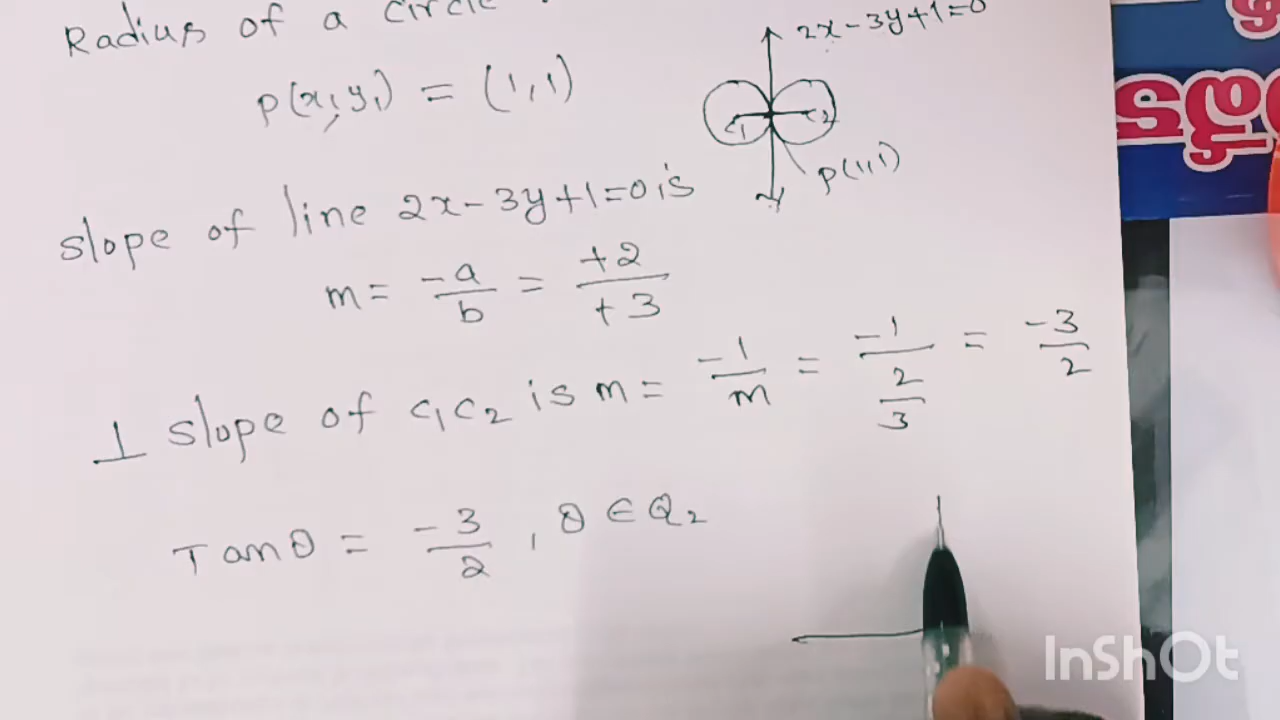 Radius of a circle
2x-3y+1=0
P(x₁,y₁) = (1,1)
c₁ c₂
P(1,1)
slope of line 2x-3y+1=0 is
m = -a/b = +2/+3
⊥ slope of c₁c₂ is m = -1/m = -1/(2/3) = -3/2
Tanθ = -3/2 , θ ∈ Q₂
InShOt